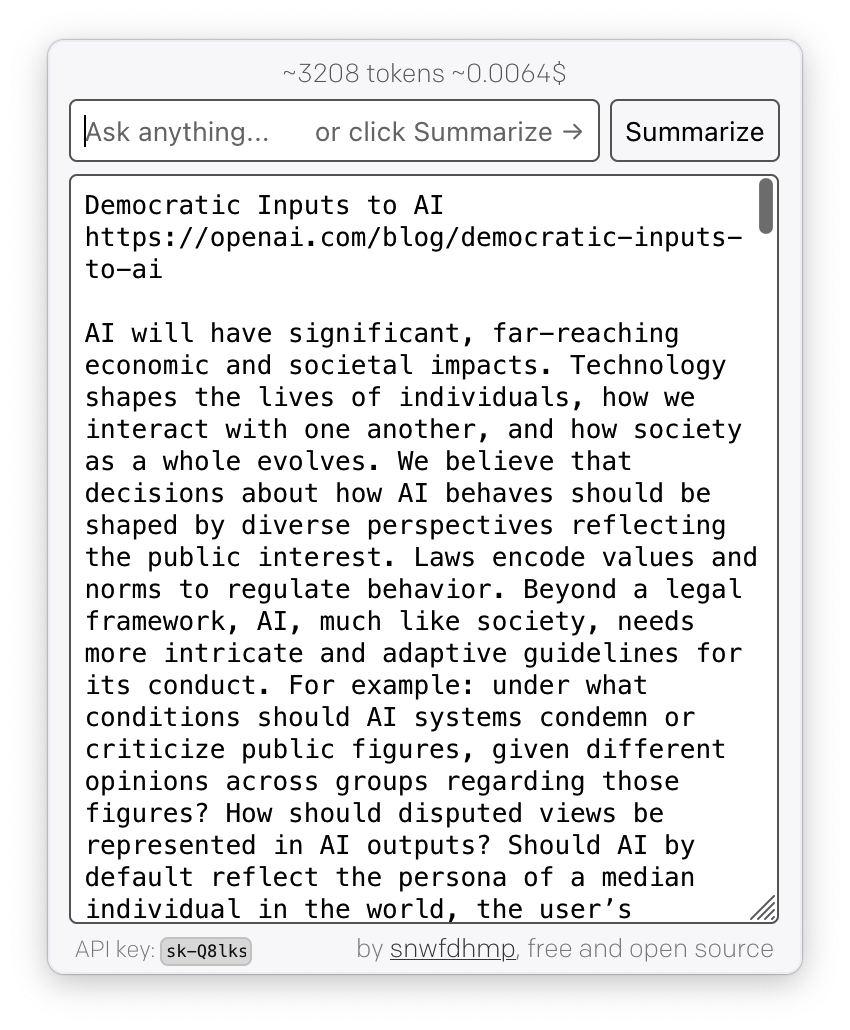 ~3208 tokens ~0.0064$
Ask anything... or click Summarize →
Summarize
Democratic Inputs to AI
https://openai.com/blog/democratic-inputs-
to-ai
AI will have significant, far-reaching
economic and societal impacts. Technology
shapes the lives of individuals, how we
interact with one another, and how society
as a whole evolves. We believe that
decisions about how AI behaves should be
shaped by diverse perspectives reflecting
the public interest. Laws encode values and
norms to regulate behavior. Beyond a legal
framework, AI, much like society, needs
more intricate and adaptive guidelines for
its conduct. For example: under what
conditions should AI systems condemn or
criticize public figures, given different
opinions across groups regarding those
figures? How should disputed views be
represented in AI outputs? Should AI by
default reflect the persona of a median
individual in the world, the user’s
API key: sk-Q8lks
by snwfdhmp, free and open source